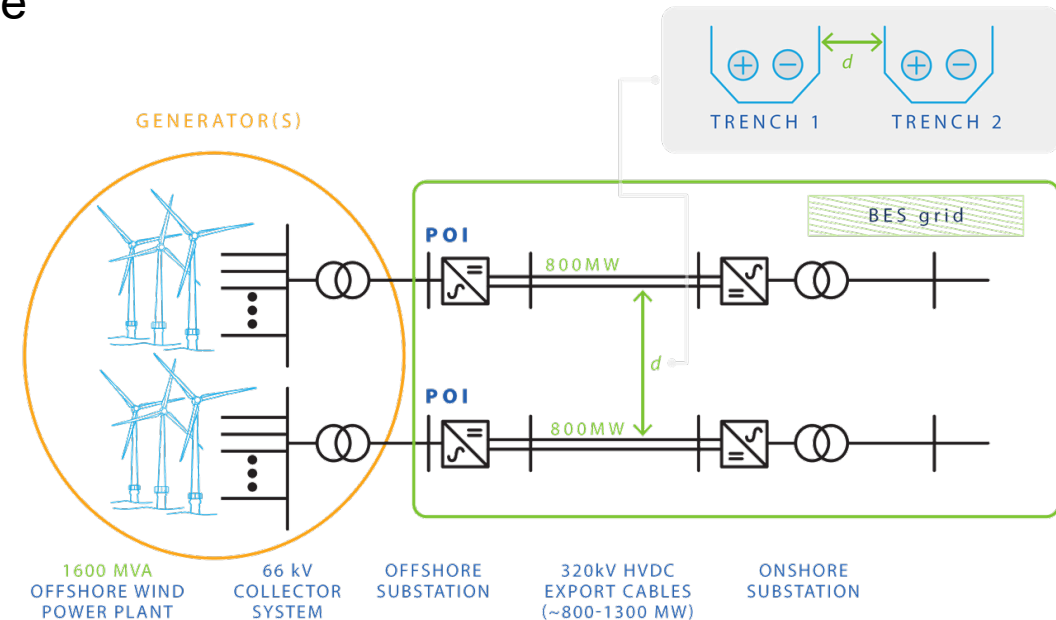 e
GENERATOR(S)
+ − + −
d
TRENCH 1 TRENCH 2
BES grid
POI
800MW
d
POI
800MW
1600 MVA
OFFSHORE WIND
POWER PLANT
66 kV
COLLECTOR
SYSTEM
OFFSHORE
SUBSTATION
320kV HVDC
EXPORT CABLES
(~800-1300 MW)
ONSHORE
SUBSTATION